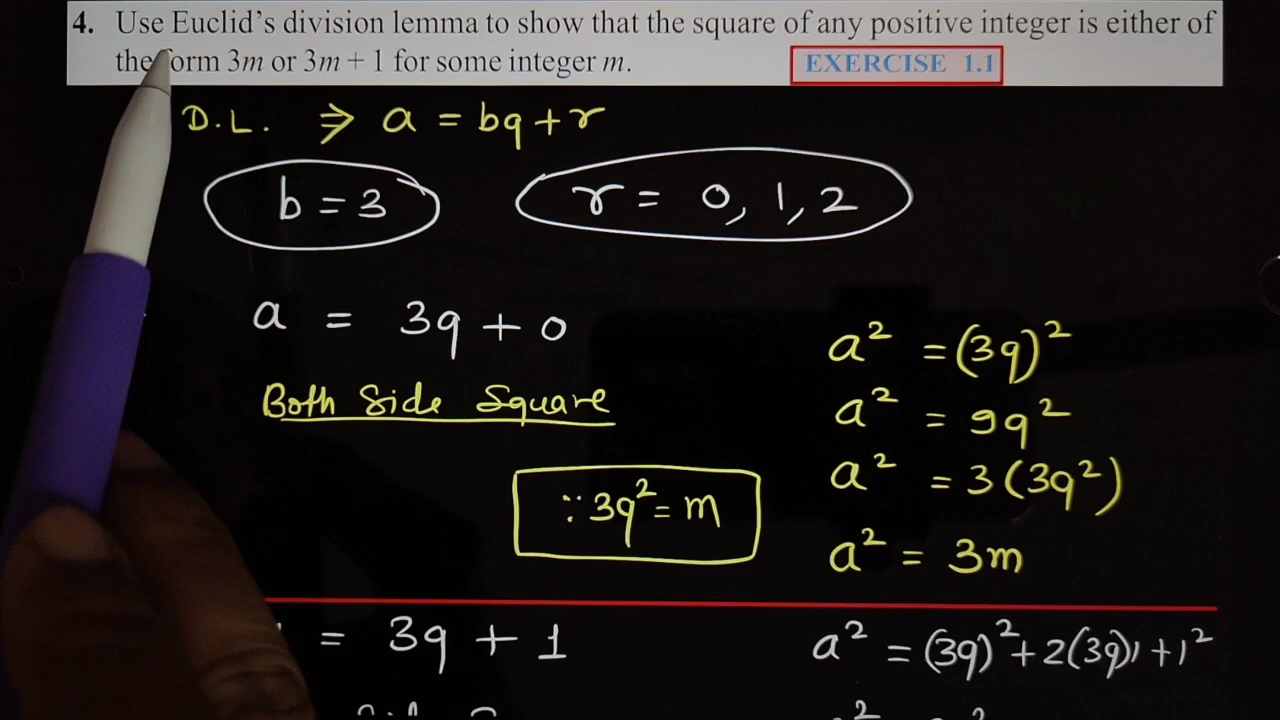 4. Use Euclid's division lemma to show that the square of any positive integer is either of
the form 3m or 3m + 1 for some integer m.
EXERCISE 1.1
D.L. ⇒ a = bq + r
b = 3
r = 0, 1, 2
a = 3q + 0
Both Side Square
a² = (3q)²
a² = 9q²
a² = 3(3q²)
∵ 3q² = m
a² = 3m
= 3q + 1
a² = (3q)² + 2(3q)1 + 1²